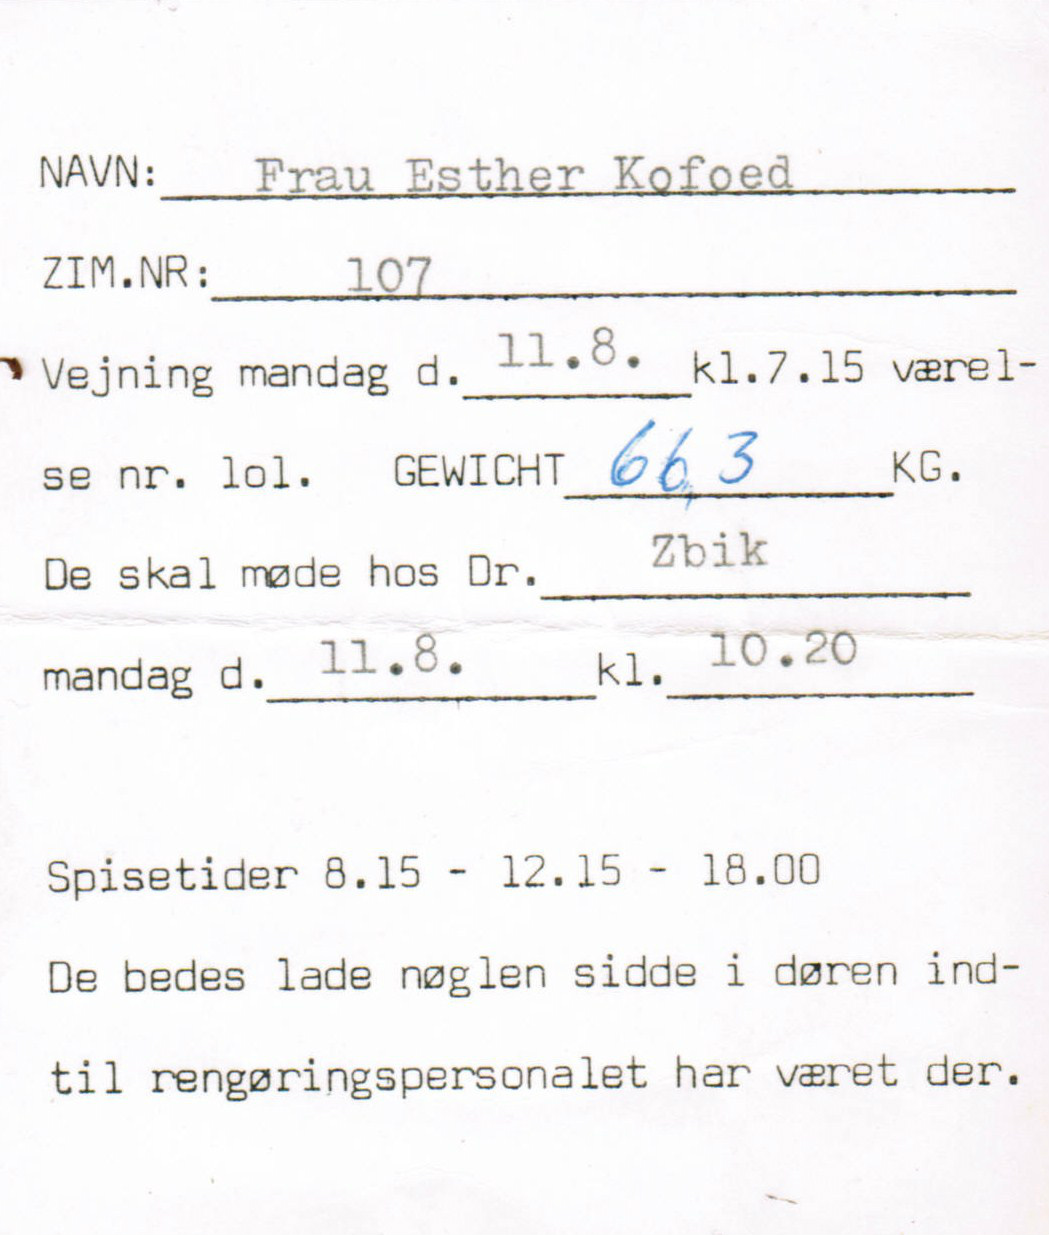 NAVN: Frau Esther Kofoed
ZIM.NR: 107
Vejning mandag d. 11.8. kl.7.15 værel-
se nr. lol. GEWICHT 66,3 KG.
De skal møde hos Dr. Zbik
mandag d. 11.8. kl. 10.20
Spisetider 8.15 - 12.15 - 18.00
De bedes lade nøglen sidde i døren ind-
til rengøringspersonalet har været der.